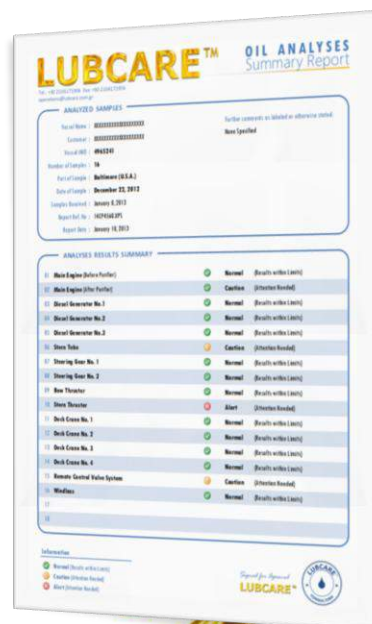 LUBCARE™
OIL ANALYSES
Summary Report
ANALYZED SAMPLES
Vessel Name : XXXXXXXXXXXXXXXXXX
Customer : XXXXXXXXXXXXXXXXXX
Vessel IMO : 4965241
Number of Samples : 16
Port of Sample : Baltimore (U.S.A.)
Date of Sample : December 22, 2012
Samples Received : January 8, 2013
Report Ref. No :
Report Date : January 10, 2013
Further comments as labeled or otherwise stated:
None Specified
ANALYSES RESULTS SUMMARY
01 Main Engine (Before Purifier) Normal (Results within Limits)
02 Main Engine (After Purifier) Caution (Attention Needed)
03 Diesel Generator No.1 Normal (Results within Limits)
04 Diesel Generator No.2 Normal (Results within Limits)
05 Diesel Generator No.3 Normal (Results within Limits)
06 Stern Tube Caution (Attention Needed)
07 Steering Gear No. 1 Normal (Results within Limits)
08 Steering Gear No. 2 Normal (Results within Limits)
09 Bow Thruster Normal (Results within Limits)
10 Stern Thruster Alert (Attention Needed)
11 Deck Crane No. 1 Normal (Results within Limits)
12 Deck Crane No. 2 Normal (Results within Limits)
13 Deck Crane No. 3 Normal (Results within Limits)
14 Deck Crane No. 4 Normal (Results within Limits)
15 Remote Control Valve System Caution (Attention Needed)
16 Windlass Normal (Results within Limits)
17
18
Information
Normal (Results within Limits)
Caution (Attention Needed)
Alert (Attention Needed)
LUBCARE™
LUBCARE